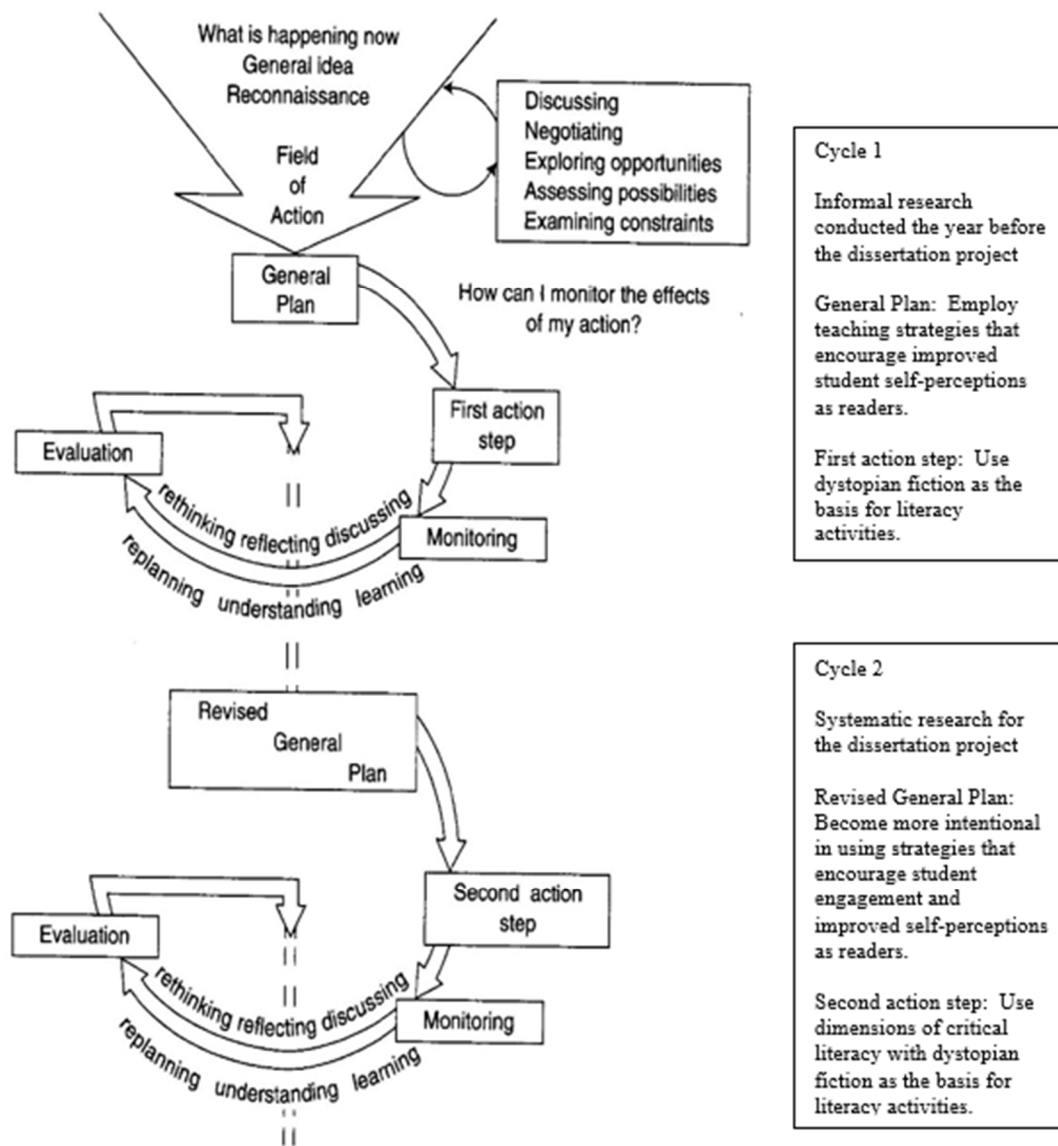 What is happening now
General idea
Reconnaissance
Field
of
Action
Discussing
Negotiating
Exploring opportunities
Assessing possibilities
Examining constraints
General
Plan
How can I monitor the effects
of my action?
First action
step
Evaluation
Monitoring
rethinking reflecting discussing
replanning understanding learning
Revised
General
Plan
Second action
step
Evaluation
Monitoring
rethinking reflecting discussing
replanning understanding learning
Cycle 1
Informal research
conducted the year before
the dissertation project
General Plan: Employ
teaching strategies that
encourage improved
student self-perceptions
as readers.
First action step: Use
dystopian fiction as the
basis for literacy
activities.
Cycle 2
Systematic research for
the dissertation project
Revised General Plan:
Become more intentional
in using strategies that
encourage student
engagement and
improved self-perceptions
as readers.
Second action step: Use
dimensions of critical
literacy with dystopian
fiction as the basis for
literacy activities.